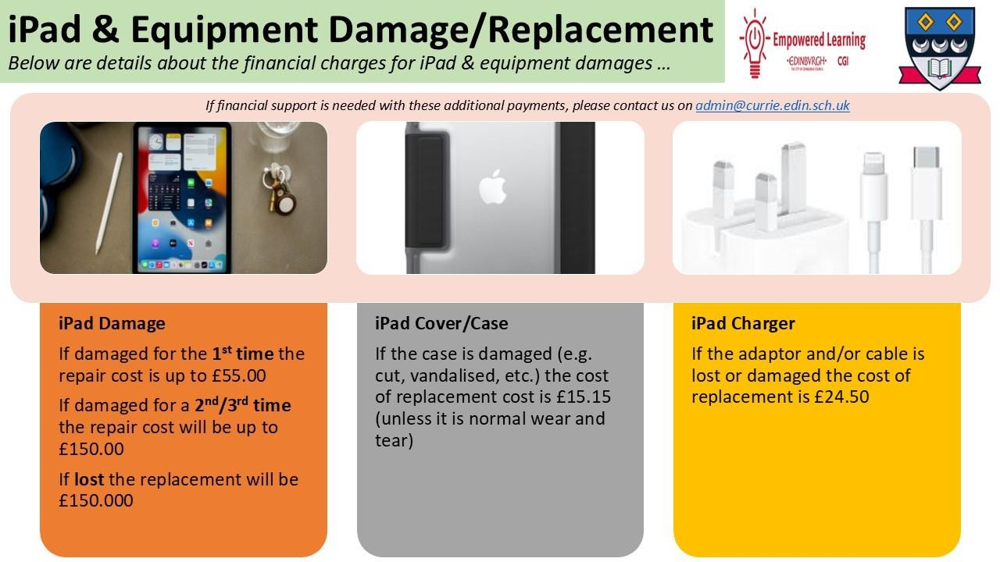 iPad & Equipment Damage/Replacement
Below are details about the financial charges for iPad & equipment damages ...
Empowered Learning
•EDINBURGH•
THE CITY OF EDINBURGH COUNCIL
CGI
If financial support is needed with these additional payments, please contact us on admin@currie.edin.sch.uk
iPad Damage
If damaged for the 1st time the
repair cost is up to £55.00
If damaged for a 2nd/3rd time
the repair cost will be up to
£150.00
If lost the replacement will be
£150.000
iPad Cover/Case
If the case is damaged (e.g.
cut, vandalised, etc.) the cost
of replacement cost is £15.15
(unless it is normal wear and
tear)
iPad Charger
If the adaptor and/or cable is
lost or damaged the cost of
replacement is £24.50